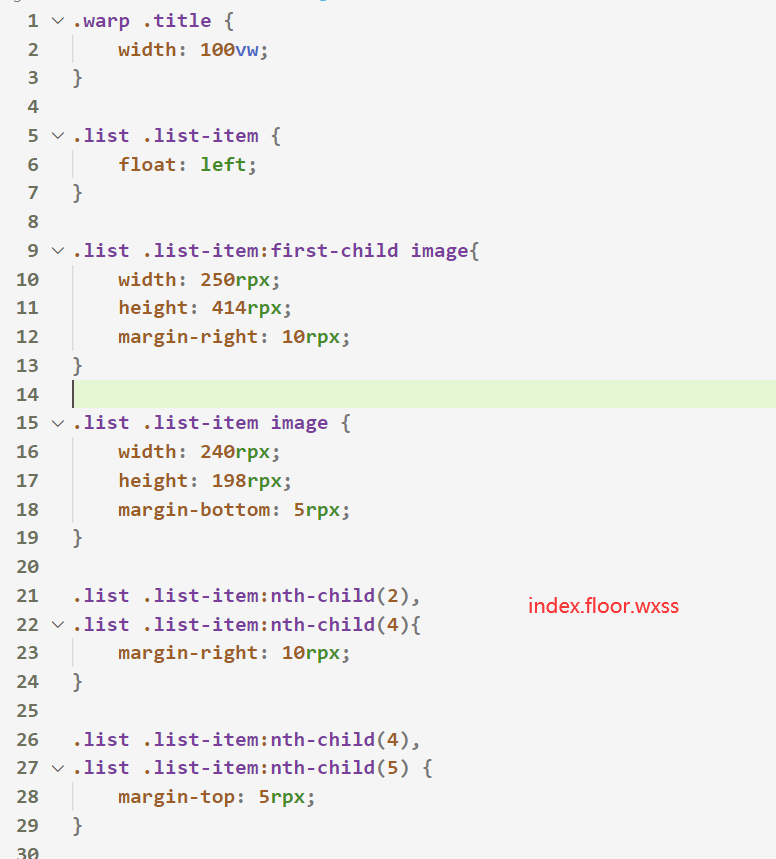 1 .warp .title {
2 width: 100vw;
3 }
4
5 .list .list-item {
6 float: left;
7 }
8
9 .list .list-item:first-child image{
10 width: 250rpx;
11 height: 414rpx;
12 margin-right: 10rpx;
13 }
14
15 .list .list-item image {
16 width: 240rpx;
17 height: 198rpx;
18 margin-bottom: 5rpx;
19 }
20
21 .list .list-item:nth-child(2),
index.floor.wxss
22 .list .list-item:nth-child(4){
23 margin-right: 10rpx;
24 }
25
26 .list .list-item:nth-child(4),
27 .list .list-item:nth-child(5) {
28 margin-top: 5rpx;
29 }
30